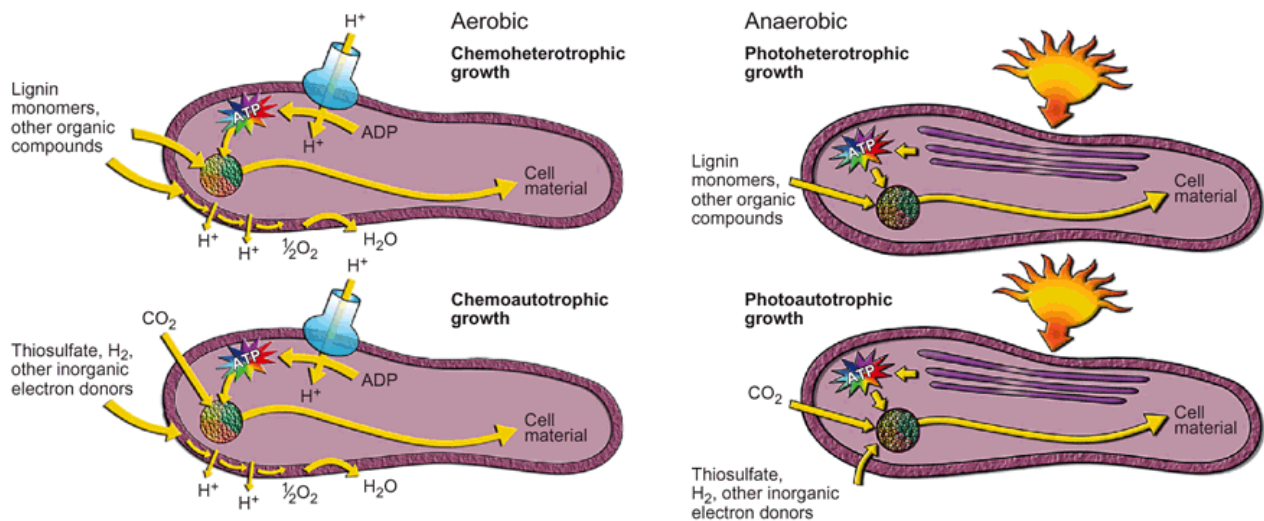 Aerobic
Chemoheterotrophic
growth
H⁺
Lignin
monomers,
other organic
compounds
ATP
H⁺
ADP
Cell
material
H⁺
H⁺
½O₂
H₂O
Anaerobic
Photoheterotrophic
growth
ATP
Lignin
monomers,
other organic
compounds
Cell
material
Chemoautotrophic
growth
H⁺
CO₂
Thiosulfate, H₂,
other inorganic
electron donors
ATP
H⁺
ADP
Cell
material
H⁺
H⁺
½O₂
H₂O
Photoautotrophic
growth
ATP
CO₂
Cell
material
Thiosulfate,
H₂, other inorganic
electron donors